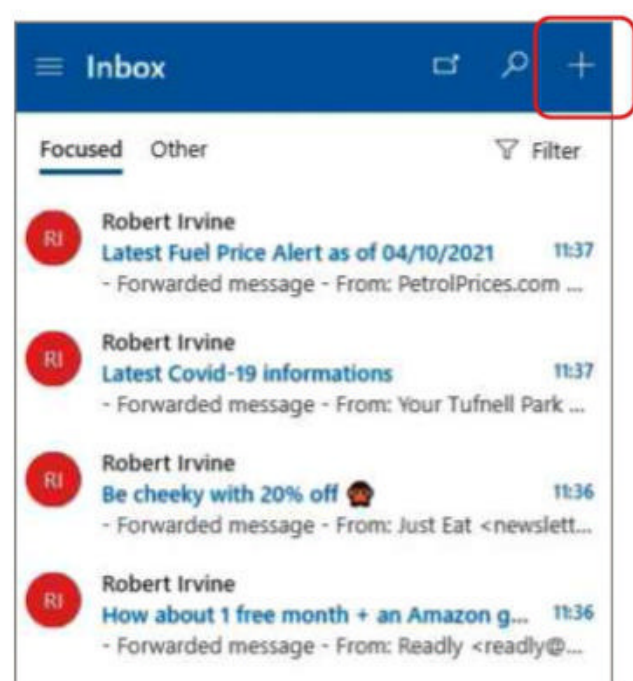 Inbox
Focused Other Filter
RI
Robert Irvine
Latest Fuel Price Alert as of 04/10/2021 11:37
- Forwarded message - From: PetrolPrices.com ...
RI
Robert Irvine
Latest Covid-19 informations 11:37
- Forwarded message - From: Your Tufnell Park ...
RI
Robert Irvine
Be cheeky with 20% off 🙊 11:36
- Forwarded message - From: Just Eat <newslett...
RI
Robert Irvine
How about 1 free month + an Amazon g... 11:36
- Forwarded message - From: Readly <readly@...